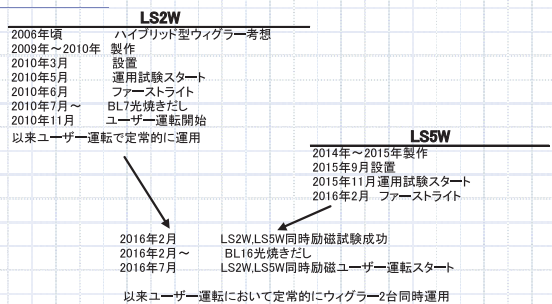 LS2W
2006年頃 ハイブリッド型ウィグラー考想
2009年～2010年 製作
2010年3月 設置
2010年5月 運用試験スタート
2010年6月 ファーストライト
2010年7月～ BL7光焼きだし
2010年11月 ユーザー運転開始
以来ユーザー運転で定常的に運用
LS5W
2014年～2015年製作
2015年9月設置
2015年11月運用試験スタート
2016年2月 ファーストライト
2016年2月 LS2W,LS5W同時励磁試験成功
2016年2月～ BL16光焼きだし
2016年7月 LS2W,LS5W同時励磁ユーザー運転スタート
以来ユーザー運転において定常的にウィグラー2台同時運用